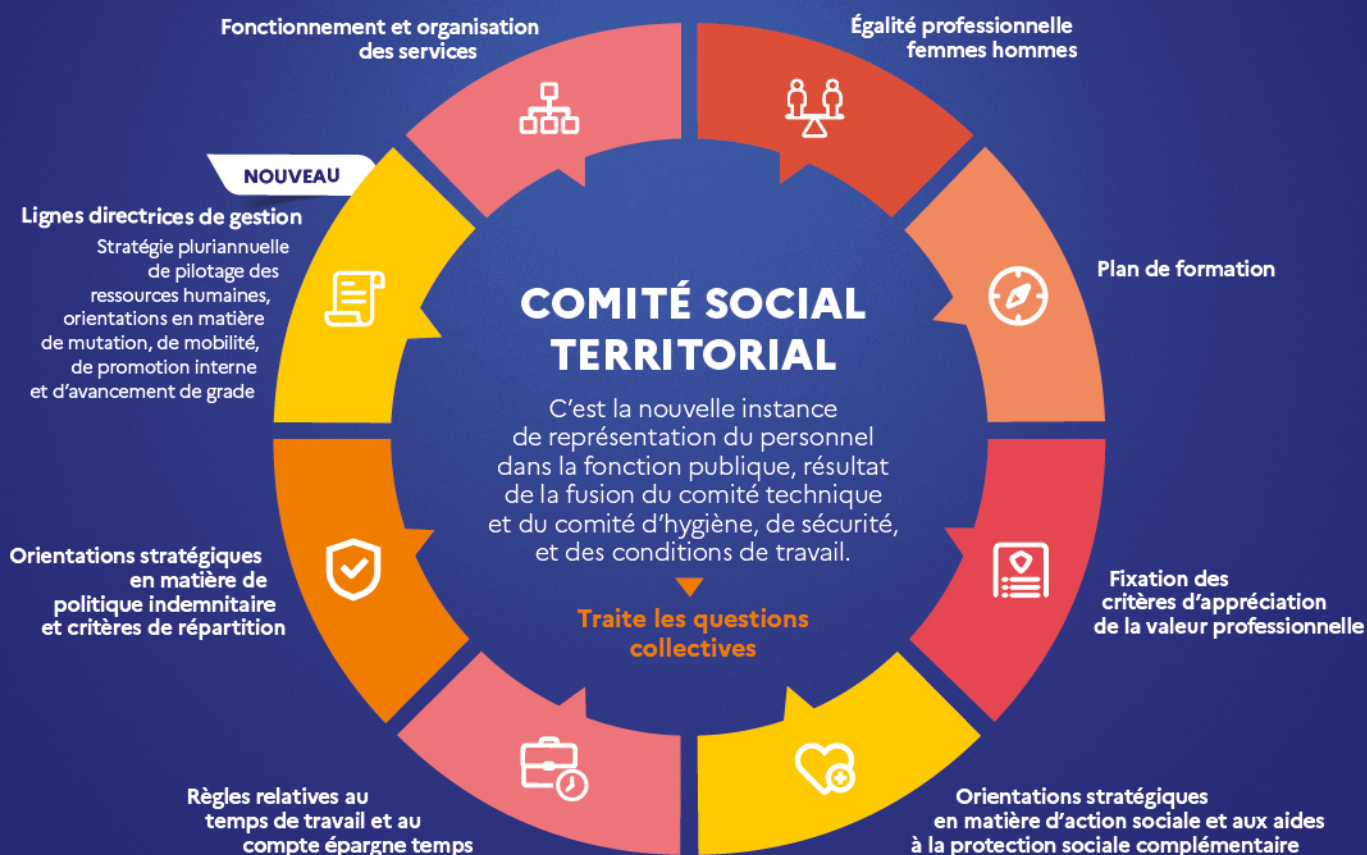 Fonctionnement et organisation
des services
Égalité professionnelle
femmes hommes
NOUVEAU
Lignes directrices de gestion
Stratégie pluriannuelle
de pilotage des
ressources humaines,
orientations en matière
de mutation, de mobilité,
de promotion interne
et d’avancement de grade
Plan de formation
COMITÉ SOCIAL
TERRITORIAL
C’est la nouvelle instance
de représentation du personnel
dans la fonction publique, résultat
de la fusion du comité technique
et du comité d’hygiène, de sécurité,
et des conditions de travail.
Traite les questions
collectives
Orientations stratégiques
en matière de
politique indemnitaire
et critères de répartition
Fixation des
critères d’appréciation
de la valeur professionnelle
Règles relatives au
temps de travail et au
compte épargne temps
Orientations stratégiques
en matière d’action sociale et aux aides
à la protection sociale complémentaire